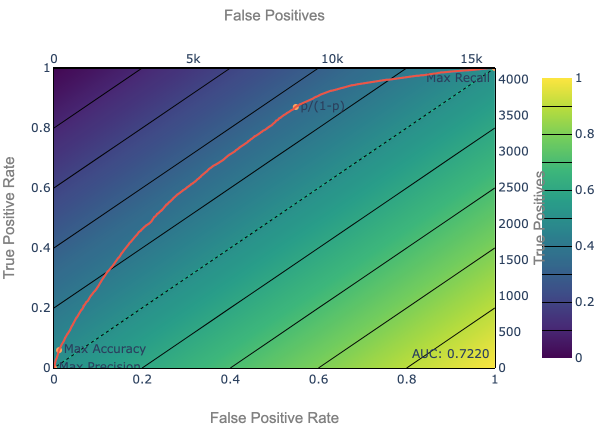 False Positives
0 5k 10k 15k
1 0.8 0.6 0.4 0.2 0
True Positive Rate
Max Recall
p/(1-p)
Max Accuracy
Max Precision
AUC: 0.7220
4000 3500 3000 2500 2000 1500 1000 500 0
True Positives
1 0.8 0.6 0.4 0.2 0
0 0.2 0.4 0.6 0.8 1
False Positive Rate